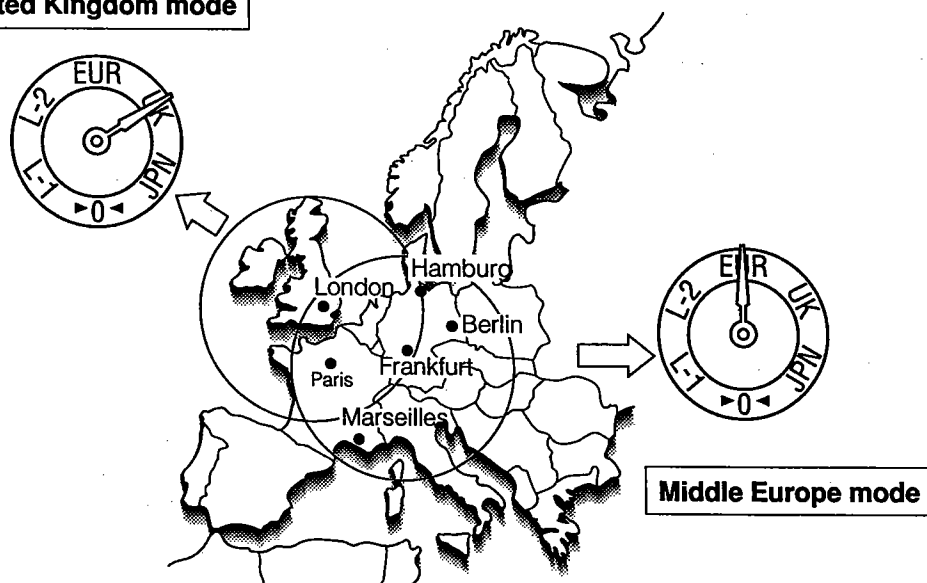 ted Kingdom mode
EUR
L-2
UK
L-1
JPN
►0◄
Hamburg
London
Berlin
Frankfurt
Paris
Marseilles
EUR
L-2
UK
L-1
JPN
►0◄
Middle Europe mode